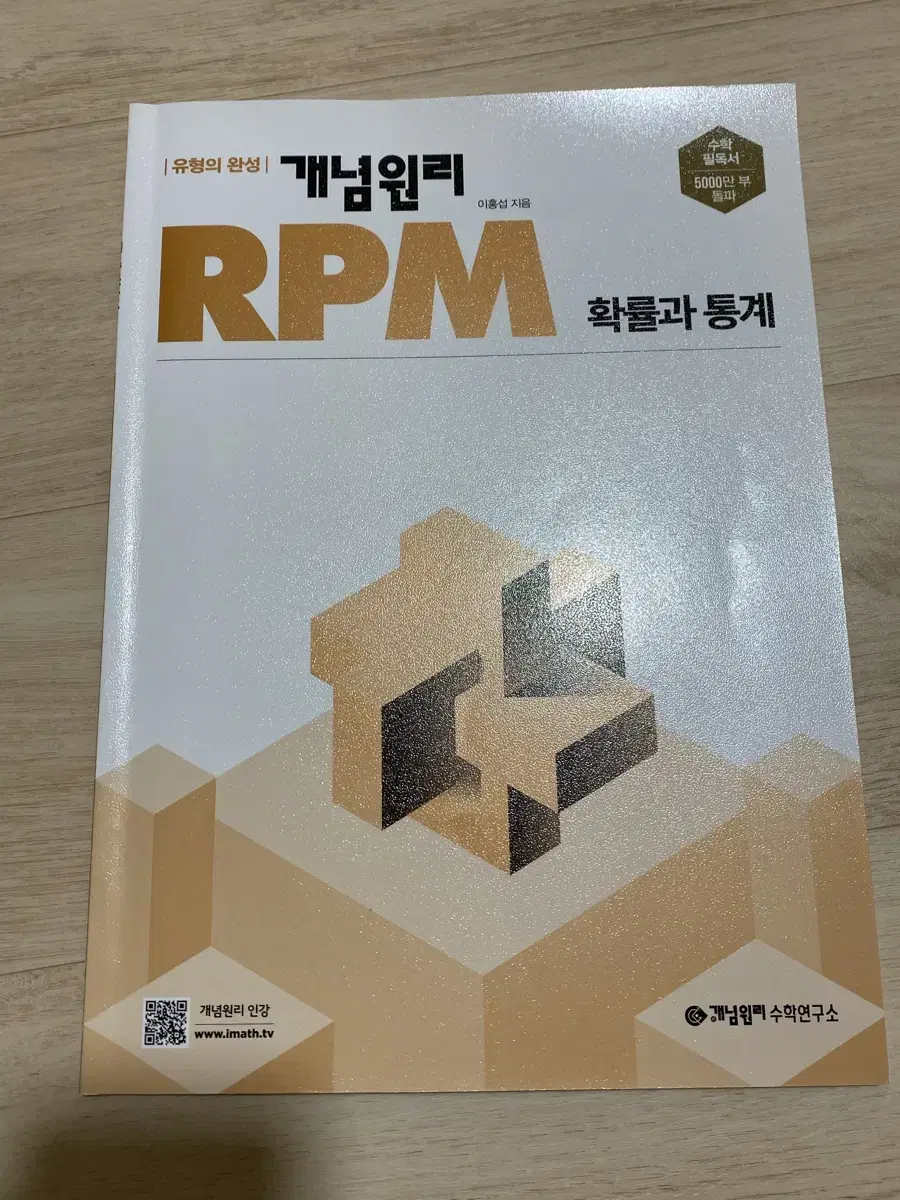 | 유형의 완성 | 개념원리
이홍섭 지음
RPM
확률과 통계
수학
필독서
5000만 부
돌파
개념원리 인강
www.imath.tv
개념원리 수학연구소